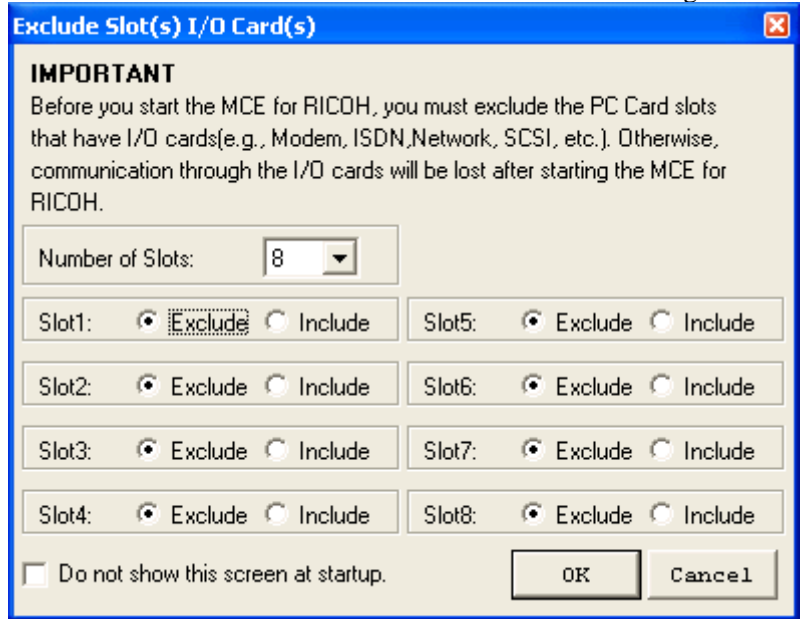 Exclude Slot(s) I/O Card(s)
IMPORTANT
Before you start the MCE for RICOH, you must exclude the PC Card slots
that have I/O cards(e.g., Modem, ISDN,Network, SCSI, etc.). Otherwise,
communication through the I/O cards will be lost after starting the MCE for
RICOH.
Number of Slots: 8
Slot1: Exclude Include Slot5: Exclude Include
Slot2: Exclude Include Slot6: Exclude Include
Slot3: Exclude Include Slot7: Exclude Include
Slot4: Exclude Include Slot8: Exclude Include
Do not show this screen at startup. OK Cancel